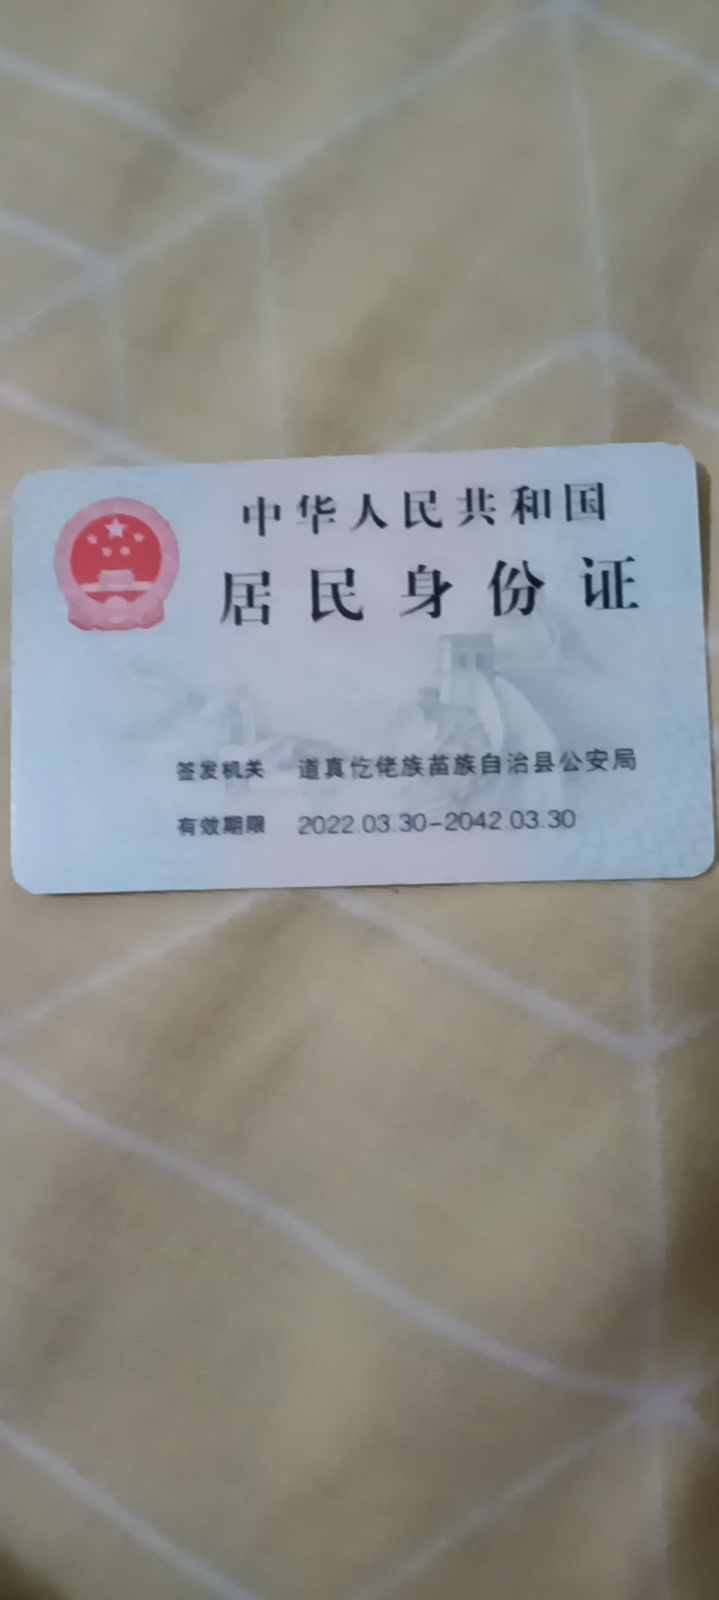 中华人民共和国
居民身份证
签发机关 道真仡佬族苗族自治县公安局
有效期限 2022.03.30-2042.03.30